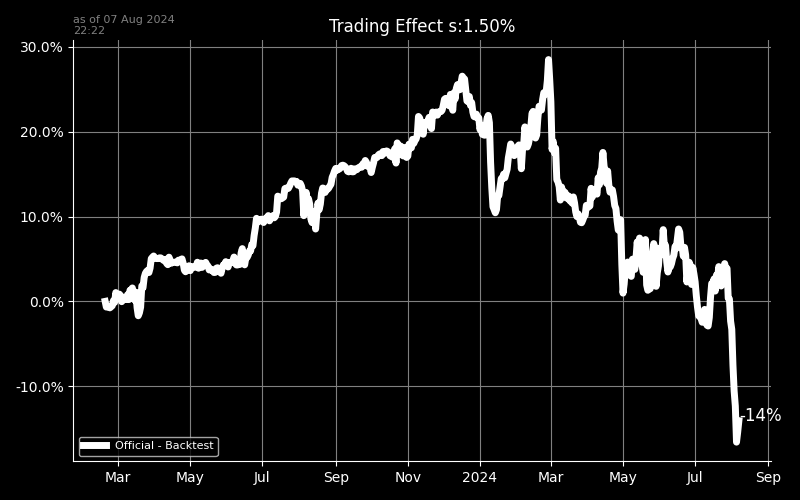 as of 07 Aug 2024
22:22
Trading Effect s:1.50%
30.0%
20.0%
10.0%
0.0%
-10.0%
-14%
Official - Backtest
Mar May Jul Sep Nov 2024 Mar May Jul Sep